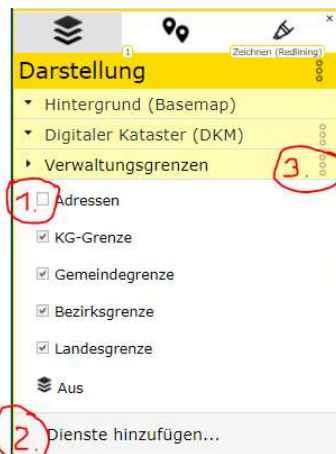 ×
1
Zeichnen (Redlining)
Darstellung
Hintergrund (Basemap)
Digitaler Kataster (DKM)
Verwaltungsgrenzen
3.
1.
Adressen
KG-Grenze
Gemeindegrenze
Bezirksgrenze
Landesgrenze
Aus
2.
Dienste hinzufügen...